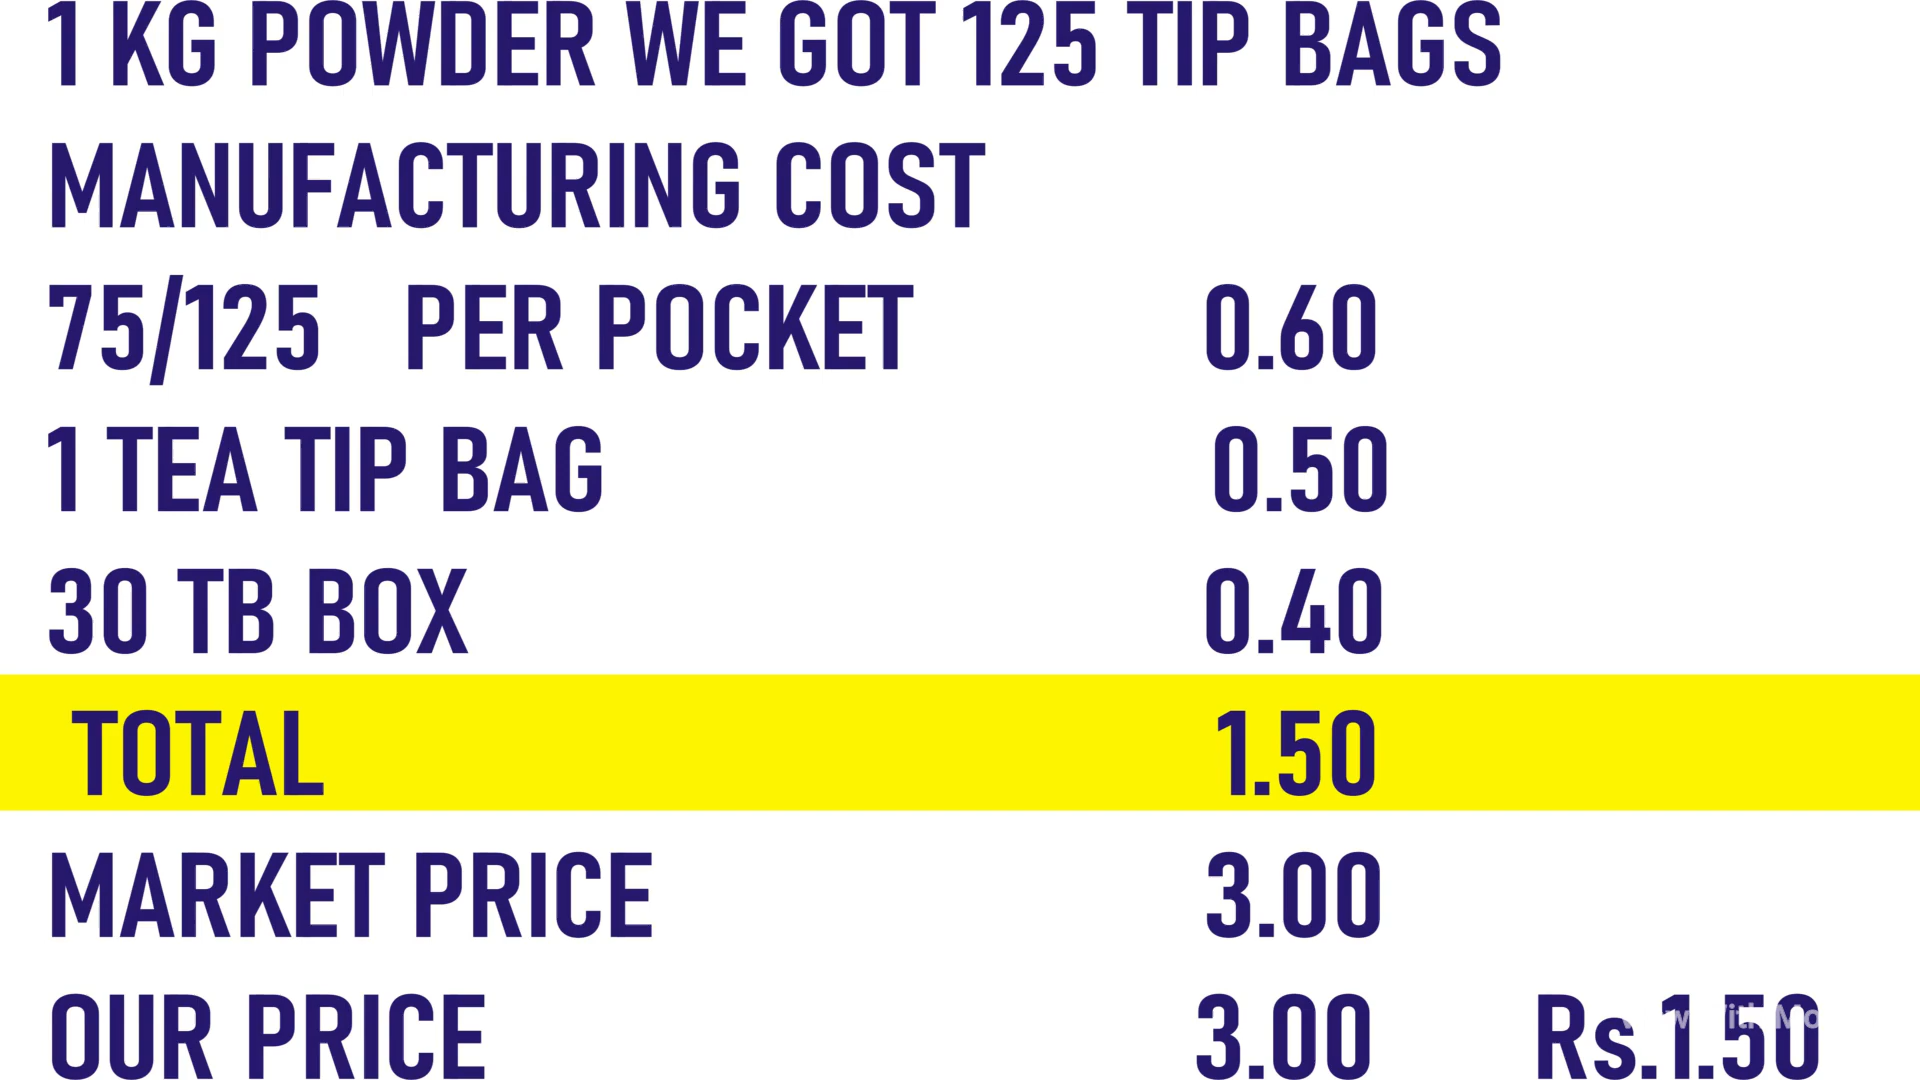 1 KG POWDER WE GOT 125 TIP BAGS
MANUFACTURING COST
75/125 PER POCKET 0.60
1 TEA TIP BAG 0.50
30 TB BOX 0.40
TOTAL 1.50
MARKET PRICE 3.00
OUR PRICE 3.00 Rs.1.50